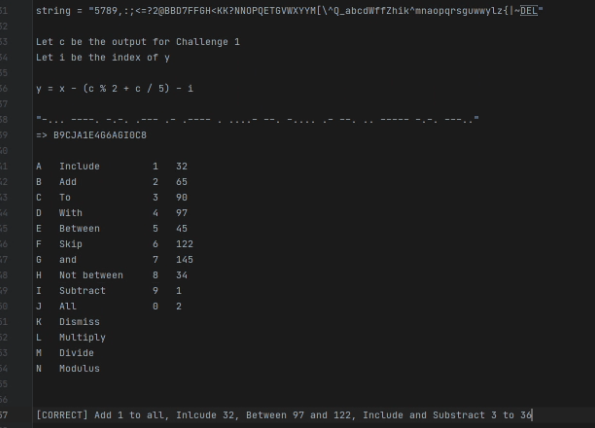 31 string = "5789,:;<=?2@BBD7FFGH<KK?NNOPQETGVWXYYM[\^Q_abcdWffZhik^mnaopqrsguwwylz{|~DEL"
32
33 Let c be the output for Challenge 1
34 Let i be the index of y
35
36 y = x - (c % 2 + c / 5) - i
37
38 "-... ----. -.-. .--- .- .---- . ....- --. -.... .- --. .. ----- -.-. ---.."
39 => B9CJA1E4G6AGI0C8
40
41 A Include 1 32
42 B Add 2 65
43 C To 3 90
44 D With 4 97
45 E Between 5 45
46 F Skip 6 122
47 G and 7 145
48 H Not between 8 34
49 I Subtract 9 1
50 J All 0 2
51 K Dismiss
52 L Multiply
53 M Divide
54 N Modulus
55
56
57 [CORRECT] Add 1 to all, Inlcude 32, Between 97 and 122, Include and Substract 3 to 36